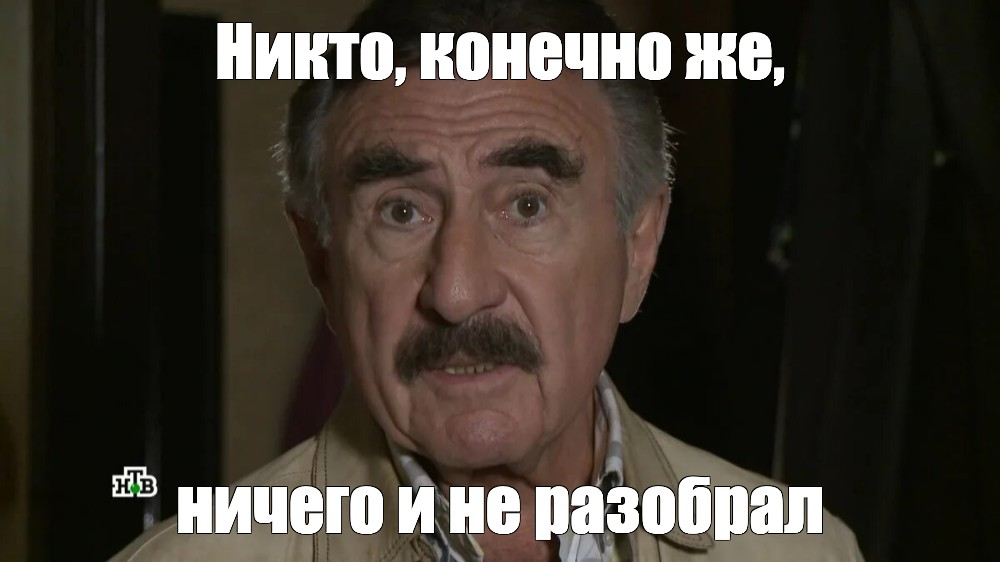 Никто, конечно же,
НТВ
ничего и не разобрал